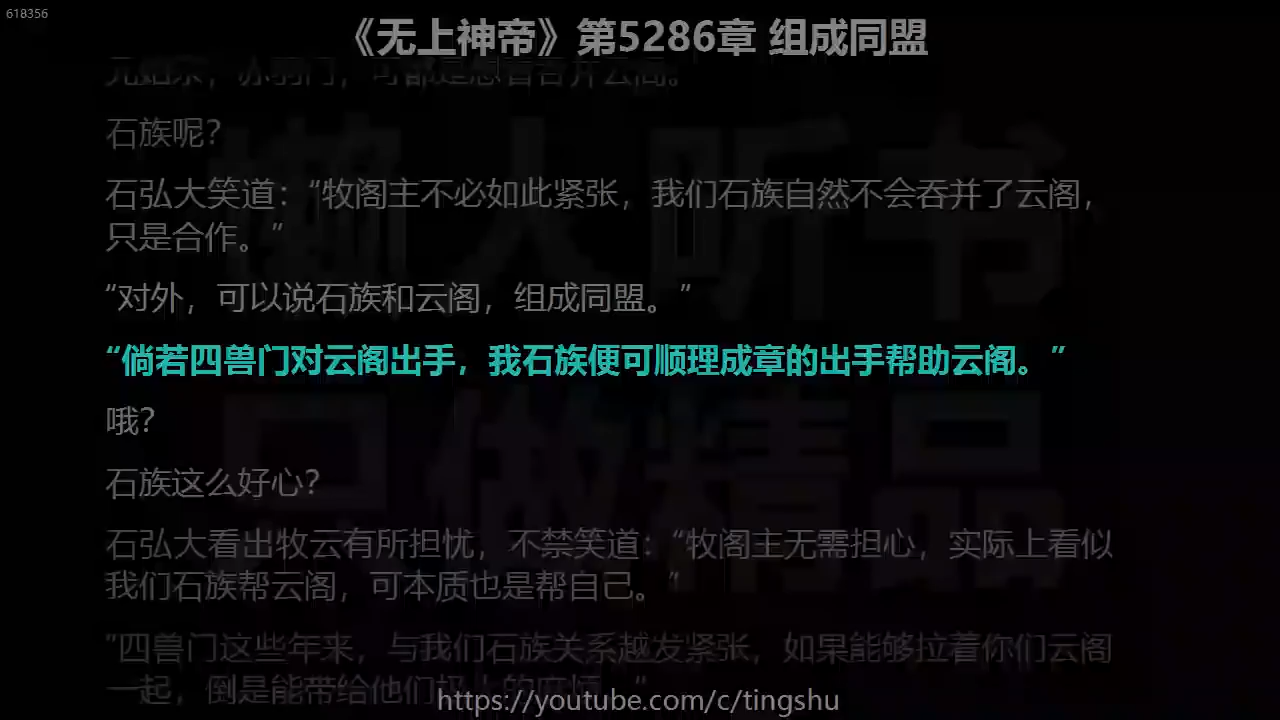 618356
《无上神帝》第5286章 组成同盟
石族呢？
石弘大笑道：“牧阁主不必如此紧张，我们石族自然不会吞并了云阁，
只是合作。”
“对外，可以说石族和云阁，组成同盟。”
“倘若四兽门对云阁出手，我石族便可顺理成章的出手帮助云阁。”
哦？
石族这么好心？
石弘大看出牧云有所担忧，不禁笑道：“牧阁主无需担心，实际上看似
我们石族帮云阁，可本质也是帮自己。”
“四兽门这些年来，与我们石族关系越发紧张，如果能够拉着你们云阁
一起，倒是能带给他们
https://youtube.com/c/tingshu
懒人听书
只做精品